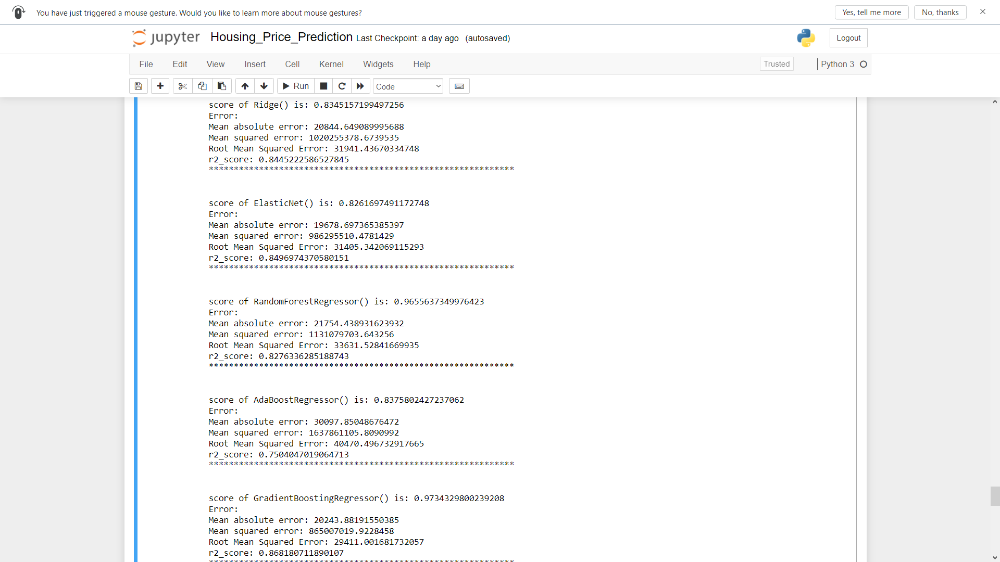 You have just triggered a mouse gesture. Would you like to learn more about mouse gestures?
Yes, tell me more
No, thanks
jupyter
Housing_Price_Prediction Last Checkpoint: a day ago (autosaved)
Logout
File Edit View Insert Cell Kernel Widgets Help
Trusted
Python 3
Run
Code
score of Ridge() is: 0.8345157199497256
Error:
Mean absolute error: 20844.649089995688
Mean squared error: 1020255378.6739535
Root Mean Squared Error: 31941.43670334748
r2_score: 0.8445222586527845
*************************************************************
score of ElasticNet() is: 0.8261697491172748
Error:
Mean absolute error: 19678.697365385397
Mean squared error: 986295510.4781429
Root Mean Squared Error: 31405.342069115293
r2_score: 0.8496974370580151
*************************************************************
score of RandomForestRegressor() is: 0.9655637349976423
Error:
Mean absolute error: 21754.438931623932
Mean squared error: 1131079703.643256
Root Mean Squared Error: 33631.52841669935
r2_score: 0.8276336285188743
*************************************************************
score of AdaBoostRegressor() is: 0.8375802427237062
Error:
Mean absolute error: 30097.85048676472
Mean squared error: 1637861105.8090992
Root Mean Squared Error: 40470.496732917665
r2_score: 0.7504047019064713
*************************************************************
score of GradientBoostingRegressor() is: 0.9734329800239208
Error:
Mean absolute error: 20243.88191550385
Mean squared error: 865007019.9228458
Root Mean Squared Error: 29411.001681732057
r2_score: 0.868180711890107
*************************************************************